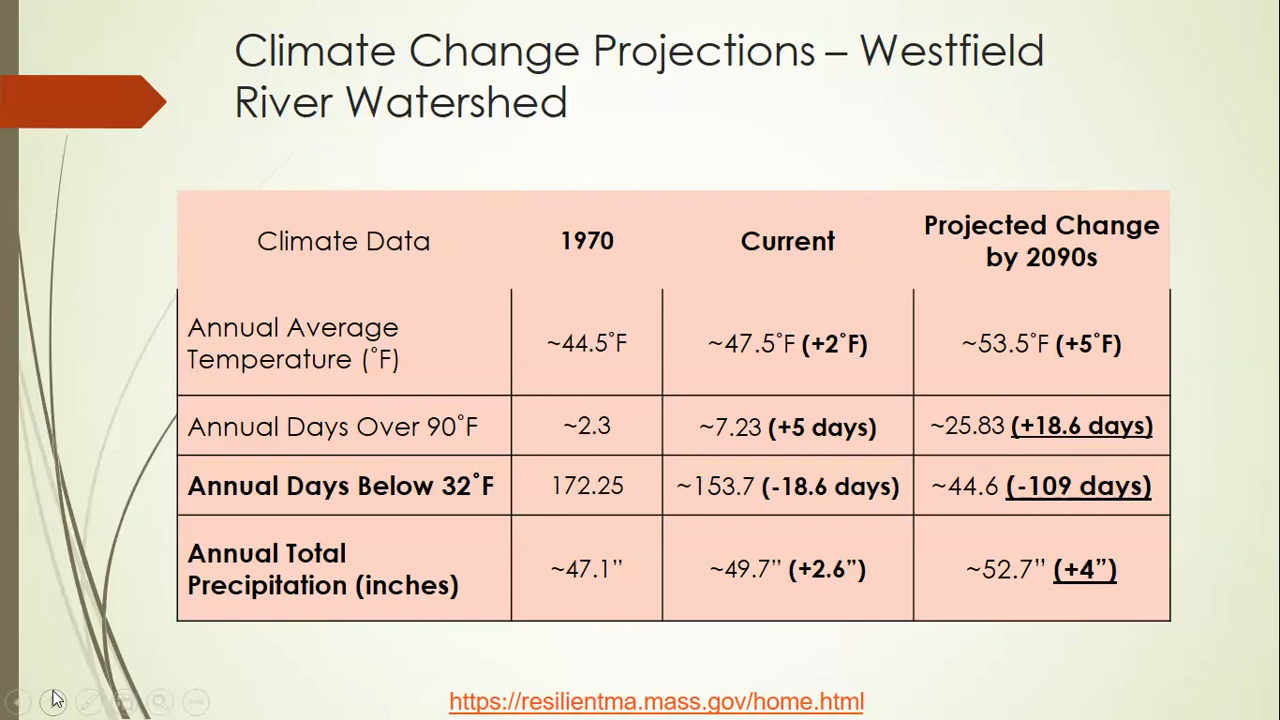 Climate Change Projections – Westfield
River Watershed
Climate Data
1970
Current
Projected Change
by 2090s
Annual Average
Temperature (˚F)
~44.5˚F
~47.5˚F (+2˚F)
~53.5˚F (+5˚F)
Annual Days Over 90˚F
~2.3
~7.23 (+5 days)
~25.83 (+18.6 days)
Annual Days Below 32˚F
172.25
~153.7 (-18.6 days)
~44.6 (-109 days)
Annual Total
Precipitation (inches)
~47.1”
~49.7” (+2.6”)
~52.7” (+4”)
https://resilientma.mass.gov/home.html